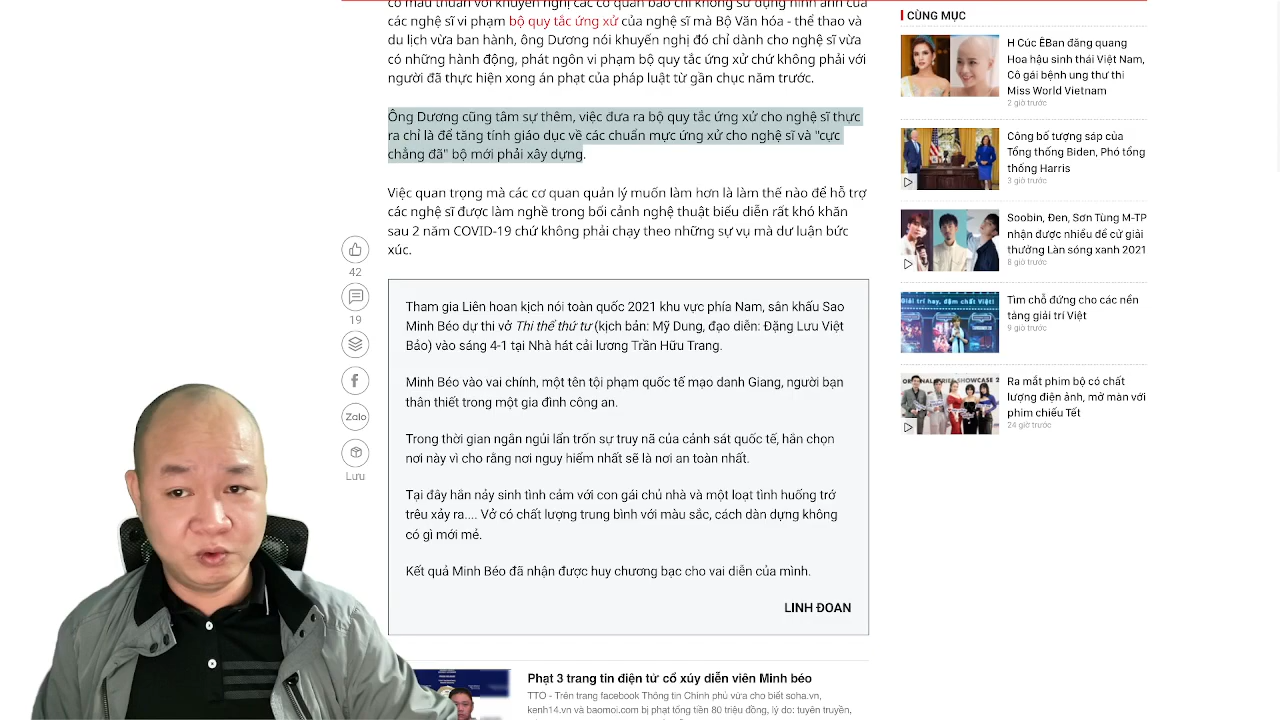 các nghệ sĩ vi phạm bộ quy tắc ứng xử của nghệ sĩ mà Bộ Văn hóa - thể thao và
du lịch vừa ban hành, ông Dương nói khuyến nghị đó chỉ dành cho nghệ sĩ vừa
có những hành động, phát ngôn vi phạm bộ quy tắc ứng xử chứ không phải với
người đã thực hiện xong án phạt của pháp luật từ gần chục năm trước.
Ông Dương cũng tâm sự thêm, việc đưa ra bộ quy tắc ứng xử cho nghệ sĩ thực
ra chỉ là để tăng tính giáo dục về các chuẩn mực ứng xử cho nghệ sĩ và "cực
chẳng đã" bộ mới phải xây dựng.
Việc quan trọng mà các cơ quan quản lý muốn làm hơn là làm thế nào để hỗ trợ
các nghệ sĩ được làm nghề trong bối cảnh nghệ thuật biểu diễn rất khó khăn
sau 2 năm COVID-19 chứ không phải chạy theo những sự vụ mà dư luận bức
xúc.
42
19
Zalo
Lưu
Tham gia Liên hoan kịch nói toàn quốc 2021 khu vực phía Nam, sân khấu Sao
Minh Béo dự thi vở Người thứ tư (kịch bản: Mỹ Dung, đạo diễn: Đặng Lưu Việt
Bảo) vào sáng 4-1 tại Nhà hát cải lương Trần Hữu Trang.
Minh Béo vào vai chính, một tên tội phạm quốc tế mạo danh Giang, người bạn
thân thiết trong một gia đình công an.
Trong thời gian ngắn ngủi lẩn trốn sự truy nã của cảnh sát quốc tế, hắn chọn
nơi này vì cho rằng nơi nguy hiểm nhất sẽ là nơi an toàn nhất.
Tại đây hắn nảy sinh tình cảm với con gái chủ nhà và một loạt tình huống trớ
trêu xảy ra.... Vở có chất lượng trung bình với màu sắc, cách dàn dựng không
có gì mới mẻ.
Kết quả Minh Béo đã nhận được huy chương bạc cho vai diễn của mình.
LINH ĐOAN
Phạt 3 trang tin điện tử cổ xúy diễn viên Minh béo
TTO - Trên trang facebook Thông tin Chính phủ vừa cho biết soha.vn,
kenh14.vn và baomoi.com bị phạt tổng tiền 80 triệu đồng, lý do: tuyên truyền,
CÙNG MỤC
H Cúc ÊBan đăng quang
Hoa hậu sinh thái Việt Nam,
Cô gái bệnh ung thư thi
Miss World Vietnam
2 giờ trước
Công bố tượng sáp của
Tổng thống Biden, Phó tổng
thống Harris
3 giờ trước
Soobin, Đen, Sơn Tùng M-TP
nhận được nhiều đề cử giải
thưởng Làn sóng xanh 2021
8 giờ trước
Tìm chỗ đứng cho các nền
tảng giải trí Việt
9 giờ trước
Ra mắt phim bộ có chất
lượng điện ảnh, mở màn với
phim chiếu Tết
24 giờ trước